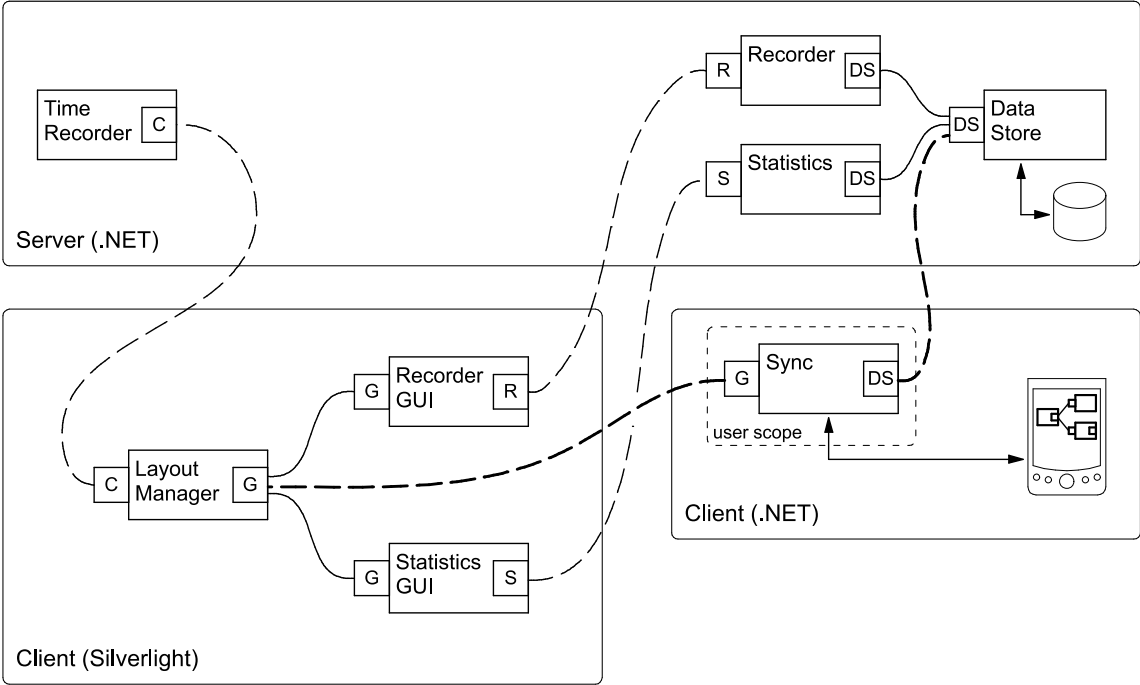 Recorder
R
DS
Time
Recorder
C
Data
Store
DS
Statistics
S
DS
Server (.NET)
Recorder
GUI
G
R
Sync
G
DS
user scope
Layout
Manager
C
G
Client (.NET)
Statistics
GUI
G
S
Client (Silverlight)